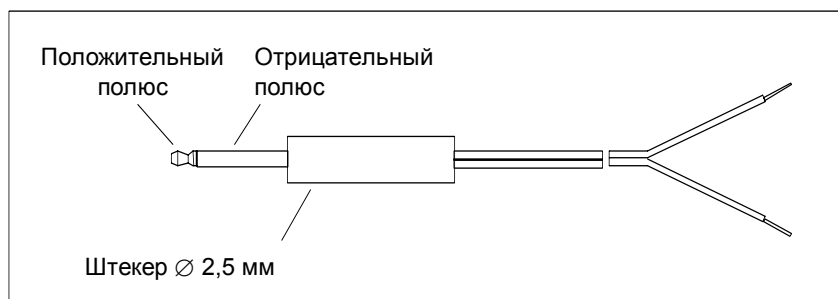 Положительный
полюс
Отрицательный
полюс
Штекер ∅ 2,5 мм